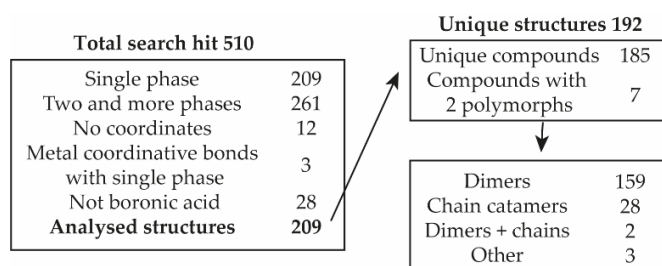 Total search hit 510
Single phase 209
Two and more phases 261
No coordinates 12
Metal coordinative bonds
with single phase 3
Not boronic acid 28
Analysed structures 209
Unique structures 192
Unique compounds 185
Compounds with
2 polymorphs 7
Dimers 159
Chain catamers 28
Dimers + chains 2
Other 3